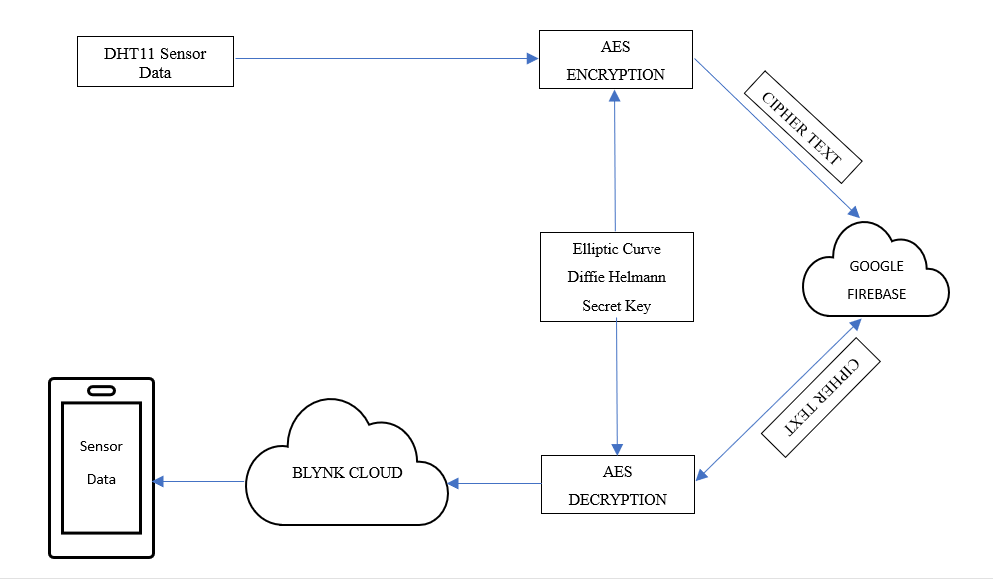 DHT11 Sensor
Data
AES
ENCRYPTION
CIPHER TEXT
Elliptic Curve
Diffie Helmann
Secret Key
GOOGLE
FIREBASE
CIPHER TEXT
Sensor
Data
BLYNK CLOUD
AES
DECRYPTION